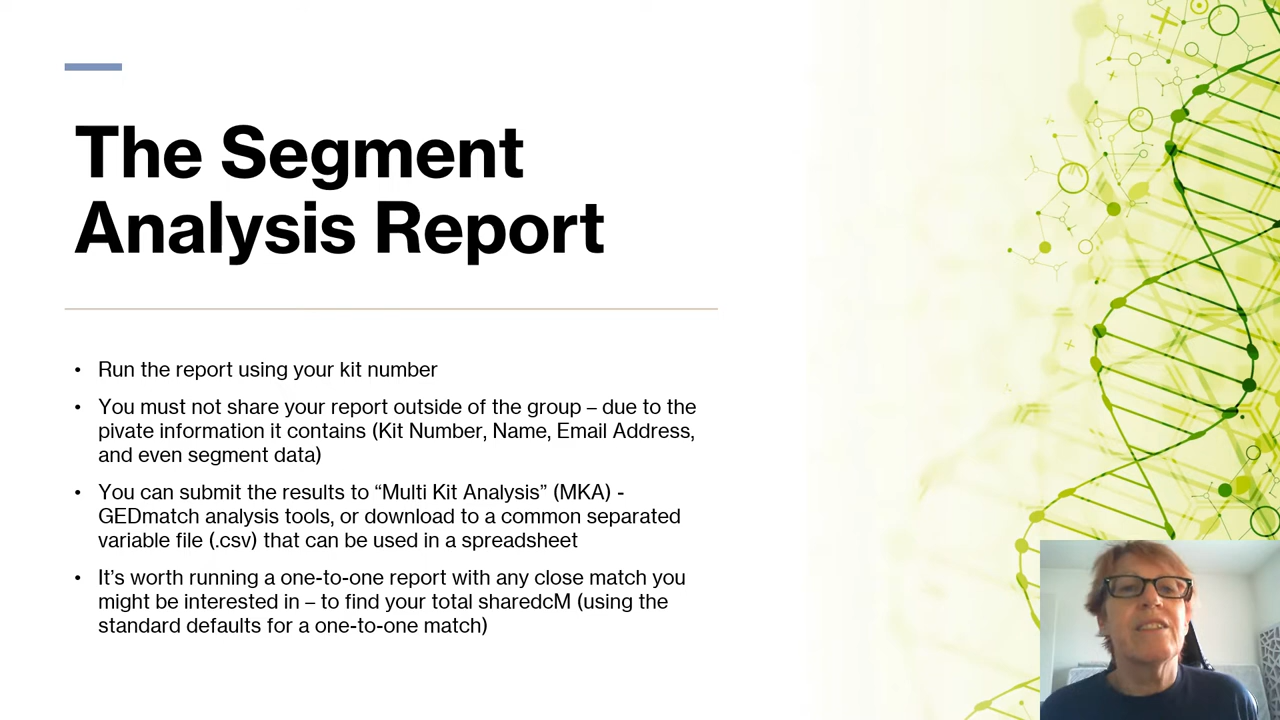 The Segment
Analysis Report
• Run the report using your kit number
• You must not share your report outside of the group – due to the
pivate information it contains (Kit Number, Name, Email Address,
and even segment data)
• You can submit the results to “Multi Kit Analysis” (MKA) -
GEDmatch analysis tools, or download to a common separated
variable file (.csv) that can be used in a spreadsheet
• It’s worth running a one-to-one report with any close match you
might be interested in – to find your total sharedcM (using the
standard defaults for a one-to-one match)